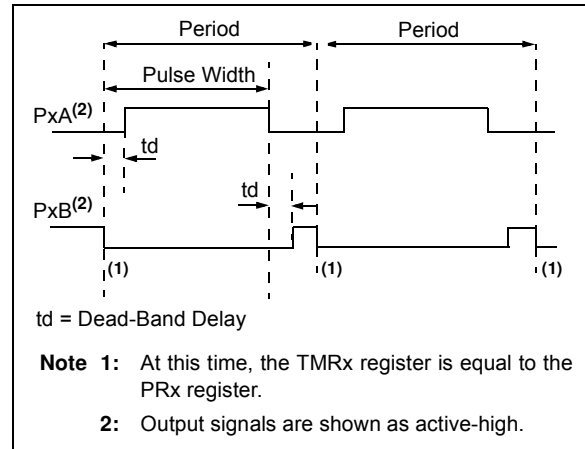 Period Period
Pulse Width
PxA(2)
td
td
PxB(2)
(1) (1) (1)
td = Dead-Band Delay
Note 1: At this time, the TMRx register is equal to the
PRx register.
2: Output signals are shown as active-high.